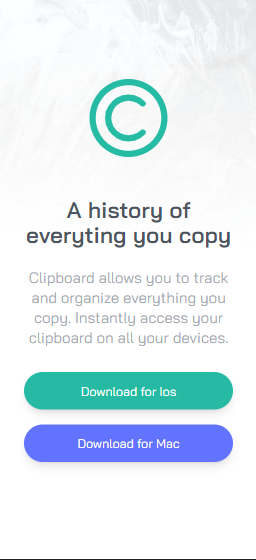 A history of
everyting you copy
Clipboard allows you to track
and organize everything you
copy. Instantly access your
clipboard on all your devices.
Download for Ios
Download for Mac